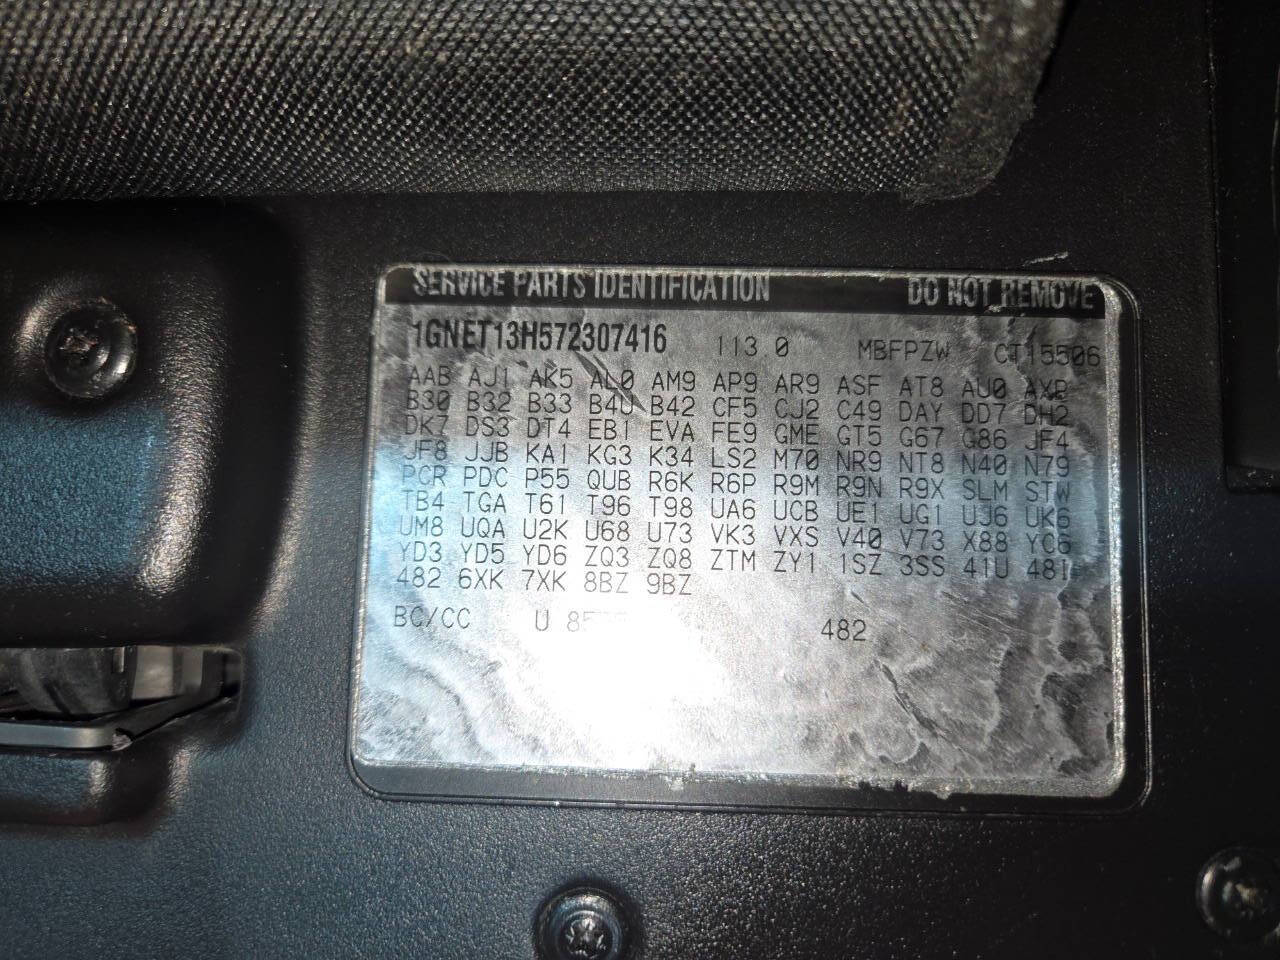 SERVICE PARTS IDENTIFICATION DO NOT REMOVE
1GNET13H572307416 113.0 MBFPZW CT15506
AAB AJ1 AK5 AL0 AM9 AP9 AR9 ASF AT8 AU0 AXP
B30 B32 B33 B4U B42 CF5 CJ2 C49 DAY DD7 DH2
DK7 DS3 DT4 EB1 EVA FE9 GME GT5 G67 G86 JF4
JF8 JJB KA1 KG3 K34 LS2 M70 NR9 NT8 N40 N79
PCR PDC P55 QUB R6K R6P R9M R9N R9X SLM STW
TB4 TGA T61 T96 T98 UA6 UCB UE1 UG1 UJ6 UK6
UM8 UQA U2K U68 U73 VK3 VXS V40 V73 X88 YC6
YD3 YD5 YD6 ZQ3 ZQ8 ZTM ZY1 1SZ 3SS 41U 48I
482 6XK 7XK 8BZ 9BZ
BC/CC U 482